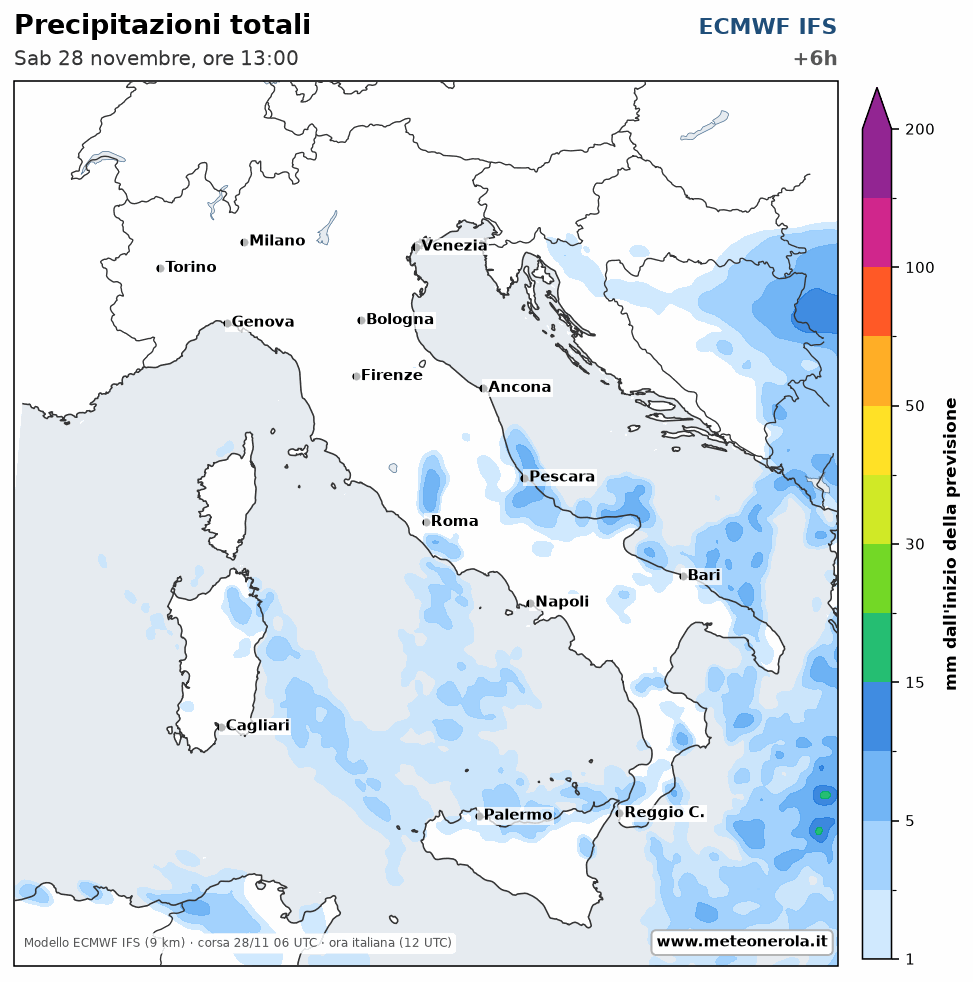 Precipitazioni totali
ECMWF IFS
Sab 28 novembre, ore 13:00
+6h
200
100
50
30
15
5
1
mm dall'inizio della previsione
Milano
Venezia
Torino
Genova
Bologna
Firenze
Ancona
Pescara
Roma
Bari
Napoli
Cagliari
Palermo
Reggio C.
Modello ECMWF IFS (9 km) · corsa 28/11 06 UTC · ora italiana (12 UTC)
www.meteonerola.it